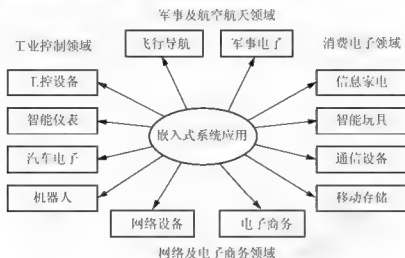 军事及航空航天领域
工业控制领域
飞行导航
军事电子
消费电子领域
工控设备
信息家电
智能仪表
智能玩具
嵌入式系统应用
汽车电子
通信设备
机器人
移动存储
网络设备
电子商务
网络及电子商务领域